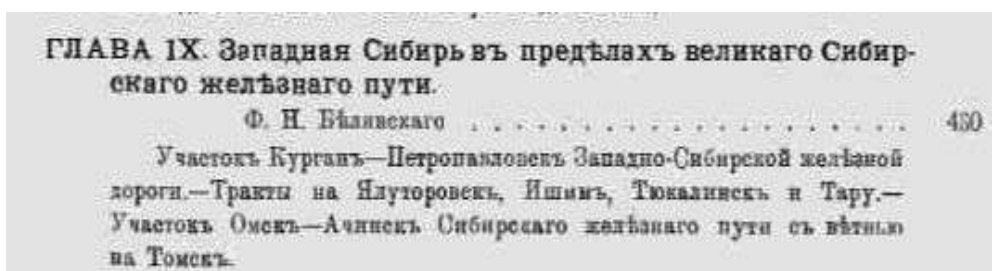 ГЛАВА IX. Западная Сибирь въ предѣлахъ великаго Сибир-
скаго желѣзнаго пути.
Ф. Н. Бѣлявскаго . . . . . . . . . . . . . . . . . . . . 430
Участокъ Курганъ—Петропавловскъ Западно-Сибирской желѣзной
дороги.—Тракты на Ялуторовскъ, Ишимъ, Тюкалинскъ и Тару.—
Участокъ Омскъ—Ачинскъ Сибирскаго желѣзнаго пути съ вѣтвью
на Томскъ.